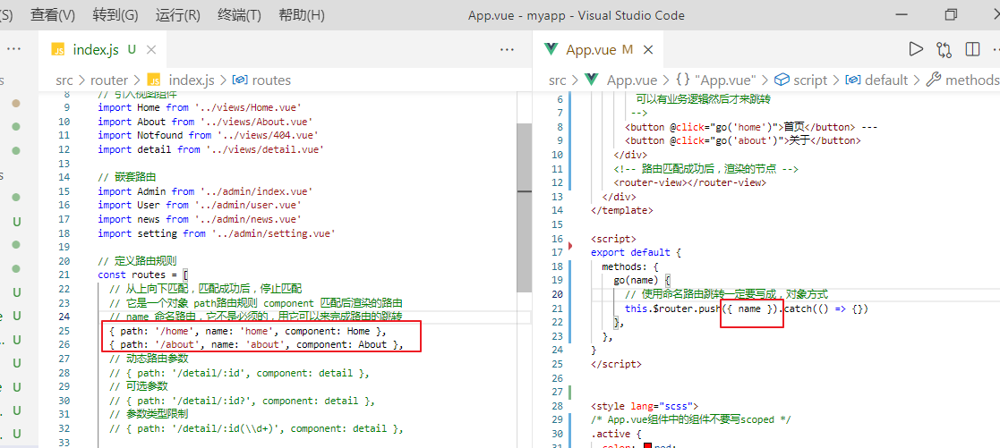 (S) 查看(V) 转到(G) 运行(R) 终端(T) 帮助(H) App.vue - myapp - Visual Studio Code
JS index.js U
src > router > JS index.js > routes
8 // 引入视图组件
9 import Home from '../views/Home.vue'
10 import About from '../views/About.vue'
11 import Notfound from '../views/404.vue'
12 import detail from '../views/detail.vue'
13
14 // 嵌套路由
15 import Admin from '../admin/index.vue'
16 import User from '../admin/user.vue'
17 import news from '../admin/news.vue'
18 import setting from '../admin/setting.vue'
19
20 // 定义路由规则
21 const routes = [
22 // 从上向下匹配，匹配成功后，停止匹配
23 // 它是一个对象 path路由规则 component 匹配后渲染的路由
24 // name 命名路由，它不是必须的，用它可以来完成路由的跳转
25 { path: '/home', name: 'home', component: Home },
26 { path: '/about', name: 'about', component: About },
27 // 动态路由参数
28 // { path: '/detail/:id', component: detail },
29 // 可选参数
30 // { path: '/detail/:id?', component: detail },
31 // 参数类型限制
32 // { path: '/detail/:id(\\d+)', component: detail },
33
App.vue M
src > App.vue > {} "App.vue" > script > default > methods
6 可以有业务逻辑然后才来跳转
7 -->
8 <button @click="go('home')">首页</button> ---
9 <button @click="go('about')">关于</button>
10 </div>
11 <!-- 路由匹配成功后，渲染的节点 -->
12 <router-view></router-view>
13 </div>
14 </template>
15
16 <script>
17 export default {
18 methods: {
19 go(name) {
20 // 使用命名路由跳转一定要写成，对象方式
21 this.$router.push({ name }).catch(() => {})
22 },
23 },
24 }
25 </script>
26
27
28 <style lang="scss">
29 /* App.vue组件中的组件不要写scoped */
30 .active {
31 color: red;